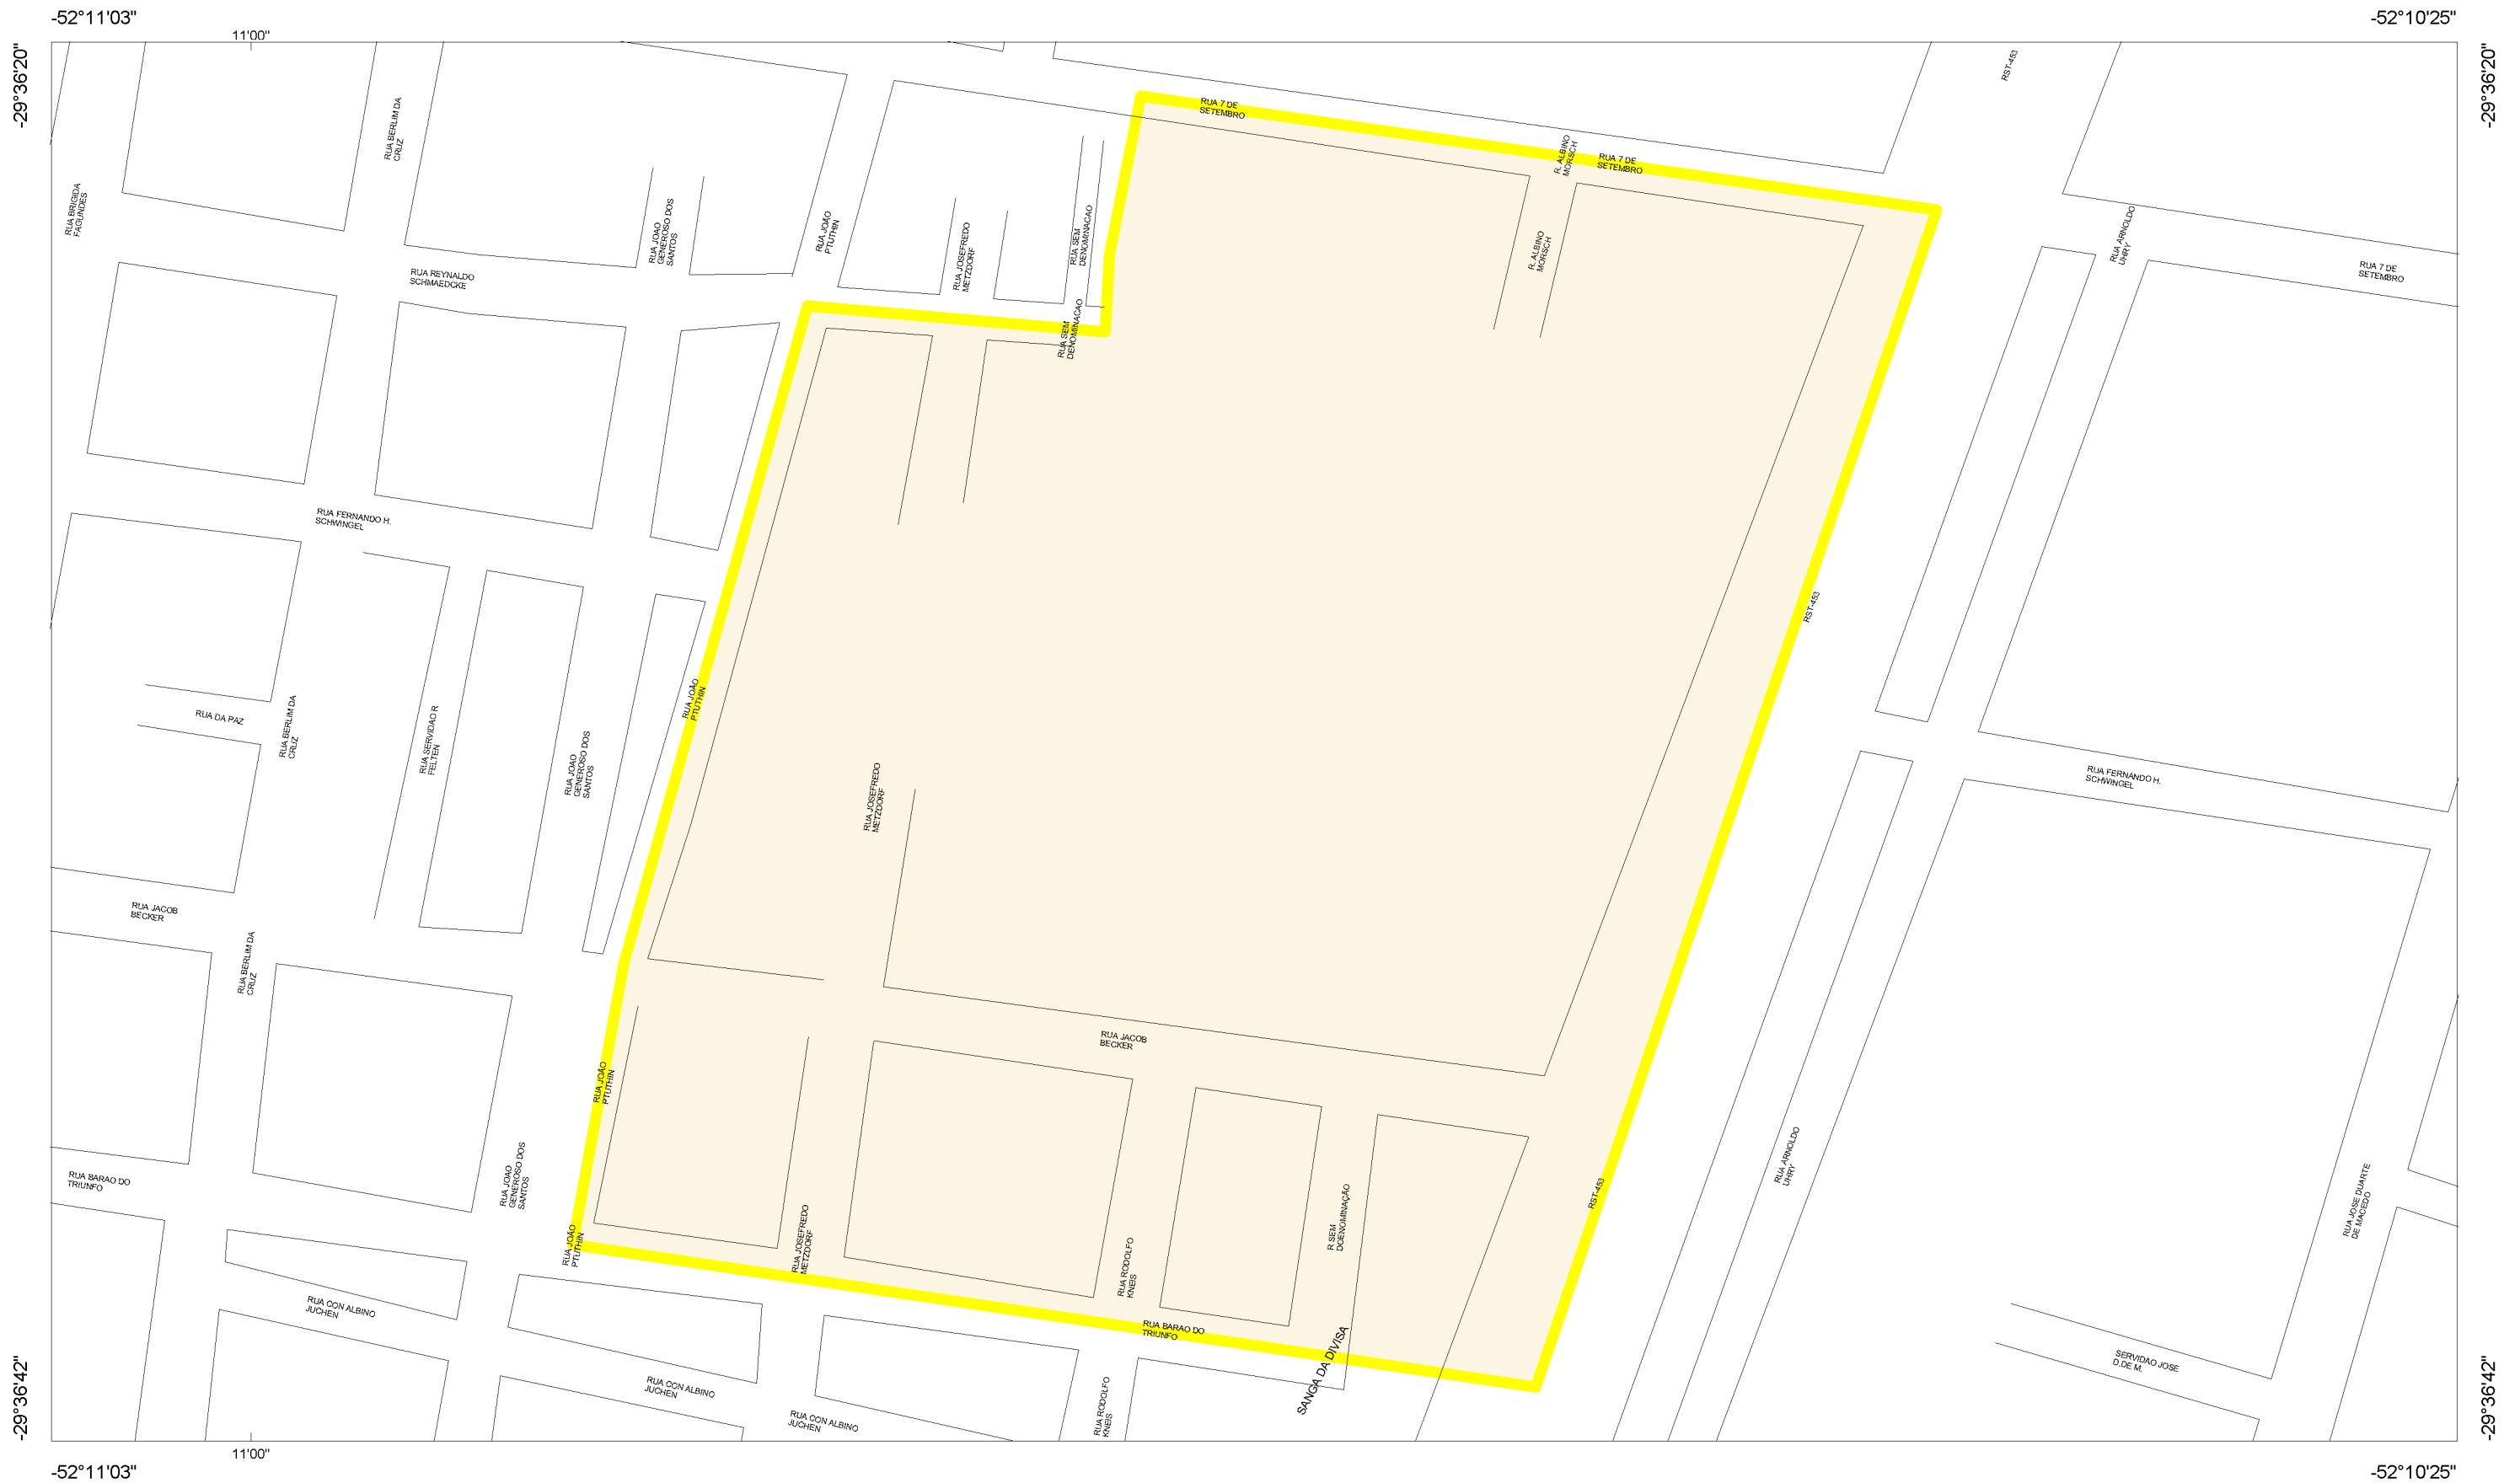 -52°11'03"
-52°10'25"
11'00"
-29°36'20"
-29°36'20"
RUA 7 DE
SETEMBRO
RST-453
RUA BERLIM DA
CRUZ
R. ALBINO
MORSCH
RUA 7 DE
SETEMBRO
RUA BRIGIDA
FAGUNDES
RUA JOAO
GENEROSO DOS
SANTOS
RUA JOÃO
PTUTHIN
RUA JOSEFREDO
METZDORF
RUA SEM
DENOMINACAO
R. ALBINO
MORSCH
RUA ARNOLDO
UHRY
RUA 7 DE
SETEMBRO
RUA REYNALDO
SCHMAEDCKE
RUA SEM
DENOMINACAO
RUA FERNANDO H.
SCHWINGEL
RST-453
RUA DA PAZ
RUA BERLIM DA
CRUZ
RUA SERVIDAO R
FELTEN
RUA JOAO
GENEROSO DOS
SANTOS
RUA JOÃO
PTUTHIN
RUA JOSEFREDO
METZDORF
RUA FERNANDO H.
SCHWINGEL
RUA JACOB
BECKER
RUA BERLIM DA
CRUZ
RUA JACOB
BECKER
RUA JOÃO
PTUTHIN
RUA BARAO DO
TRIUNFO
RUA JOAO
GENEROSO DOS
SANTOS
RUA JOÃO
PTUTHIN
RUA JOSEFREDO
METZDORF
RUA RODOLFO
KNEIS
R SEM
DOENOMINAÇÃO
RST-453
RUA ARNOLDO
UHRY
RUA JOSE DUARTE
DE MACEDO
RUA CON ALBINO
JUCHEN
RUA BARAO DO
TRIUNFO
SANGA DA DIVISA
SERVIDAO JOSE
D.DE M.
RUA CON ALBINO
JUCHEN
RUA CON ALBINO
JUCHEN
RUA RODOLFO
KNEIS
-29°36'42"
-29°36'42"
11'00"
-52°11'03"
-52°10'25"